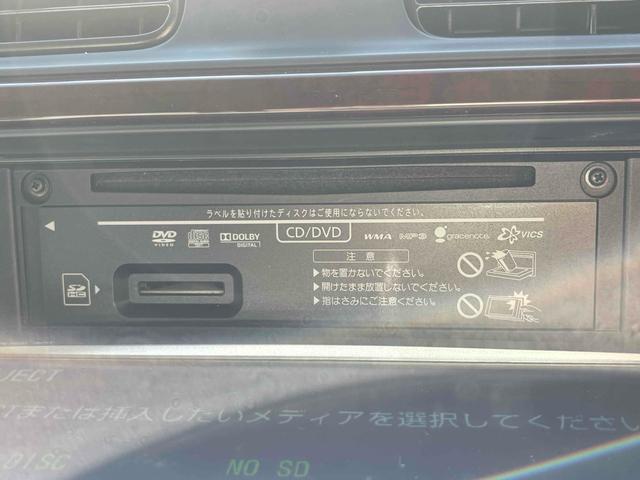 ラベルを貼り付けたディスクはご使用にならないでください。
DVD VIDEO DOLBY DIGITAL CD/DVD WMA MP3 gracenote VICS
注 意
▶物を置かないでください。
▶開けたまま放置しないでください。
▶指はさみにご注意ください。
SD HC
JECT
Tまたは挿入したいメディアを選択してください
DISC
NO SD